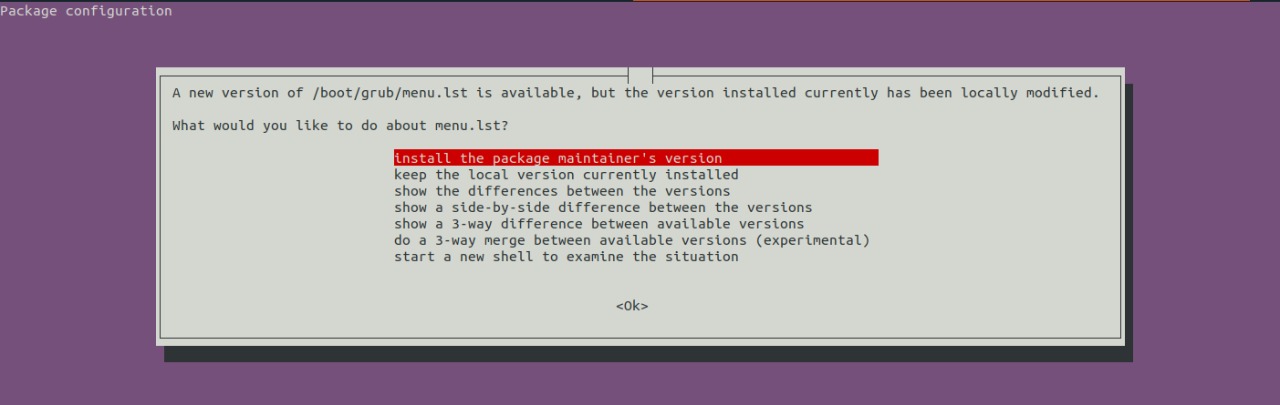 Package configuration
A new version of /boot/grub/menu.lst is available, but the version installed currently has been locally modified.
What would you like to do about menu.lst?
install the package maintainer's version
keep the local version currently installed
show the differences between the versions
show a side-by-side difference between the versions
show a 3-way difference between available versions
do a 3-way merge between available versions (experimental)
start a new shell to examine the situation
<Ok>